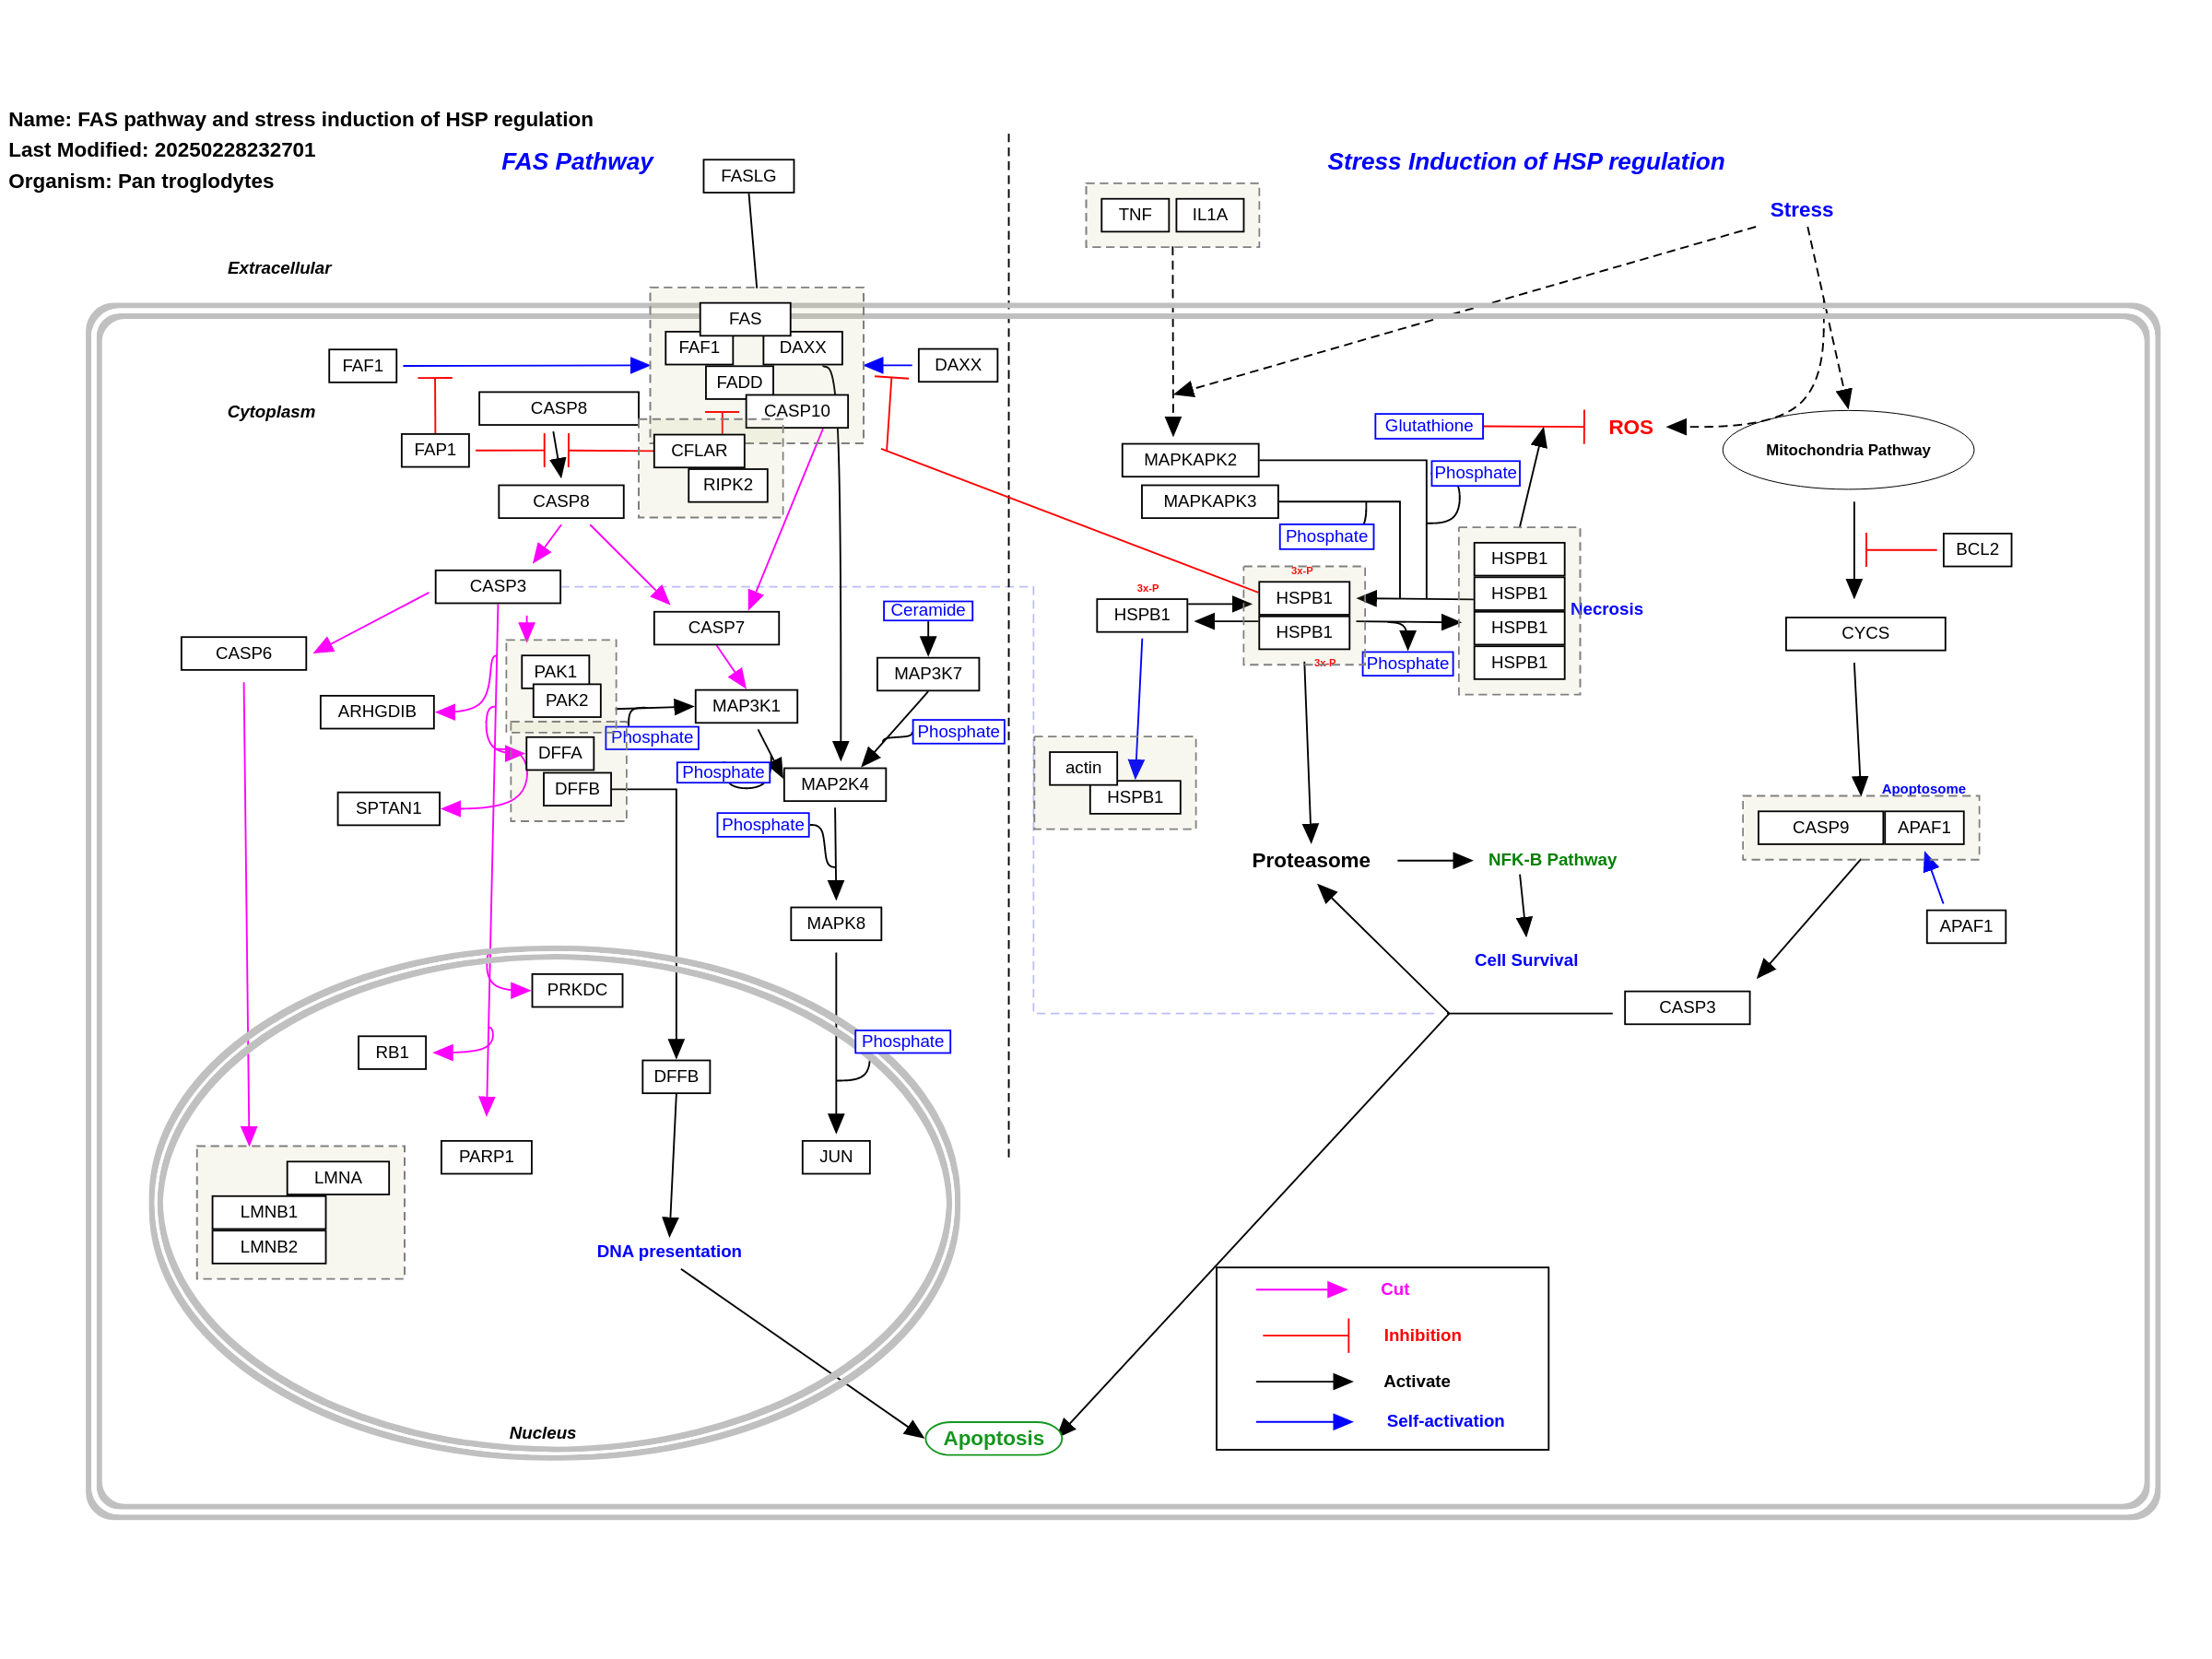 Name: FAS pathway and stress induction of HSP regulation
Last Modified: 20250228232701
Organism: Pan troglodytes
FAS Pathway
Stress Induction of HSP regulation
FASLG
TNF
IL1A
Stress
Extracellular
FAS
FAF1
DAXX
FADD
CASP10
FAF1
DAXX
Cytoplasm
CASP8
FAP1
CFLAR
RIPK2
CASP8
CASP3
CASP7
CASP6
PAK1
PAK2
ARHGDIB
DFFA
DFFB
SPTAN1
Phosphate
MAP3K1
Ceramide
MAP3K7
Phosphate
Phosphate
MAP2K4
Phosphate
MAPK8
PRKDC
RB1
Phosphate
DFFB
PARP1
JUN
LMNA
LMNB1
LMNB2
DNA presentation
Nucleus
Apoptosis
Glutathione
ROS
Mitochondria Pathway
MAPKAPK2
MAPKAPK3
Phosphate
Phosphate
BCL2
HSPB1
HSPB1
HSPB1
HSPB1
Necrosis
3x-P
HSPB1
3x-P
HSPB1
HSPB1
3x-P
Phosphate
CYCS
actin
HSPB1
Apoptosome
CASP9
APAF1
APAF1
Proteasome
NFK-B Pathway
Cell Survival
CASP3
Cut
Inhibition
Activate
Self-activation